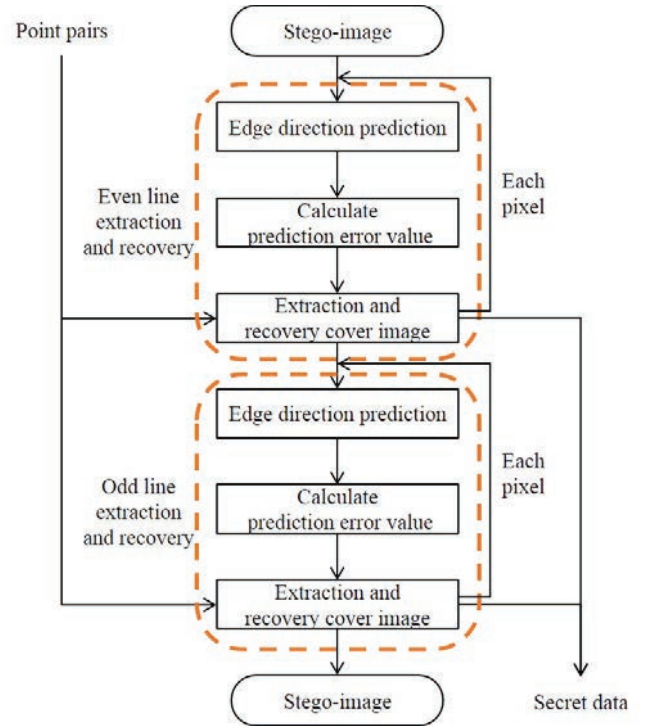 Point pairs
Stego-image
Edge direction prediction
Each
pixel
Even line
extraction
and recovery
Calculate
prediction error value
Extraction and
recovery cover image
Edge direction prediction
Each
pixel
Odd line
extraction
and recovery
Calculate
prediction error value
Extraction and
recovery cover image
Stego-image
Secret data